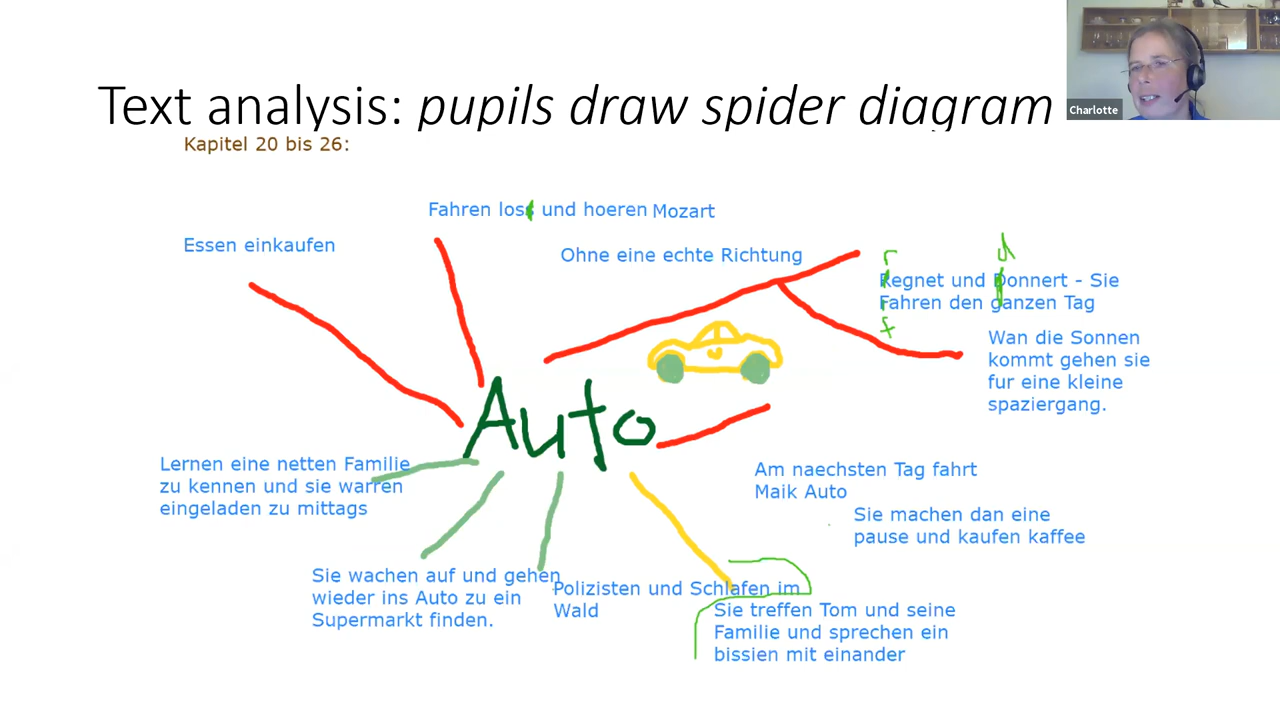 Text analysis: pupils draw spider diagram
Charlotte
Kapitel 20 bis 26:
Fahren loss und hoeren Mozart
Essen einkaufen
Ohne eine echte Richtung
r
d
Regnet und Donnert - Sie
Fahren den ganzen Tag
f
Wan die Sonnen
kommt gehen sie
fur eine kleine
spaziergang.
Auto
Lernen eine netten Familie
zu kennen und sie warren
eingeladen zu mittags
Am naechsten Tag fahrt
Maik Auto
Sie machen dan eine
pause und kaufen kaffee
Sie wachen auf und gehen
wieder ins Auto zu ein
Supermarkt finden.
Polizisten und Schlafen im
Wald
Sie treffen Tom und seine
Familie und sprechen ein
bissien mit einander